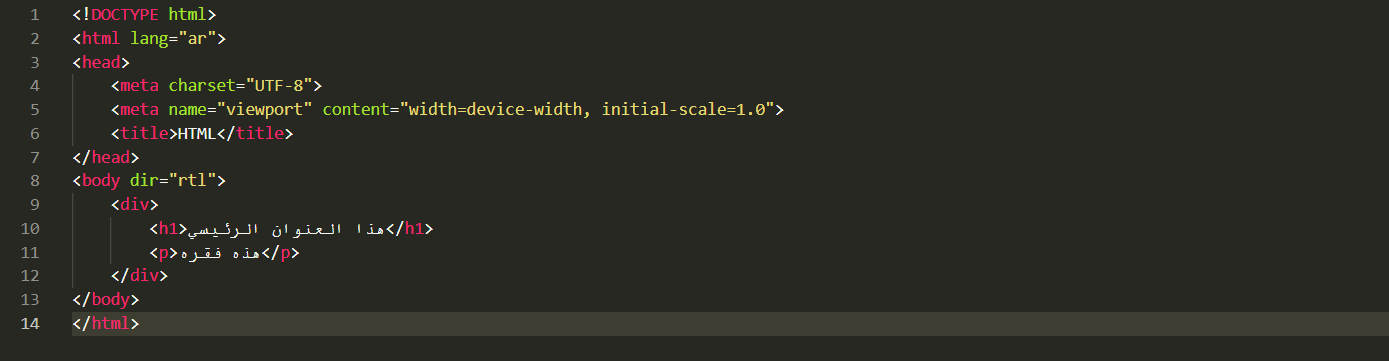 1 <!DOCTYPE html>
2 <html lang="ar">
3 <head>
4 <meta charset="UTF-8">
5 <meta name="viewport" content="width=device-width, initial-scale=1.0">
6 <title>HTML</title>
7 </head>
8 <body dir="rtl">
9 <div>
10 <h1>هذا العنوان الرئيسي</h1>
11 <p>هذه فقره</p>
12 </div>
13 </body>
14 </html>